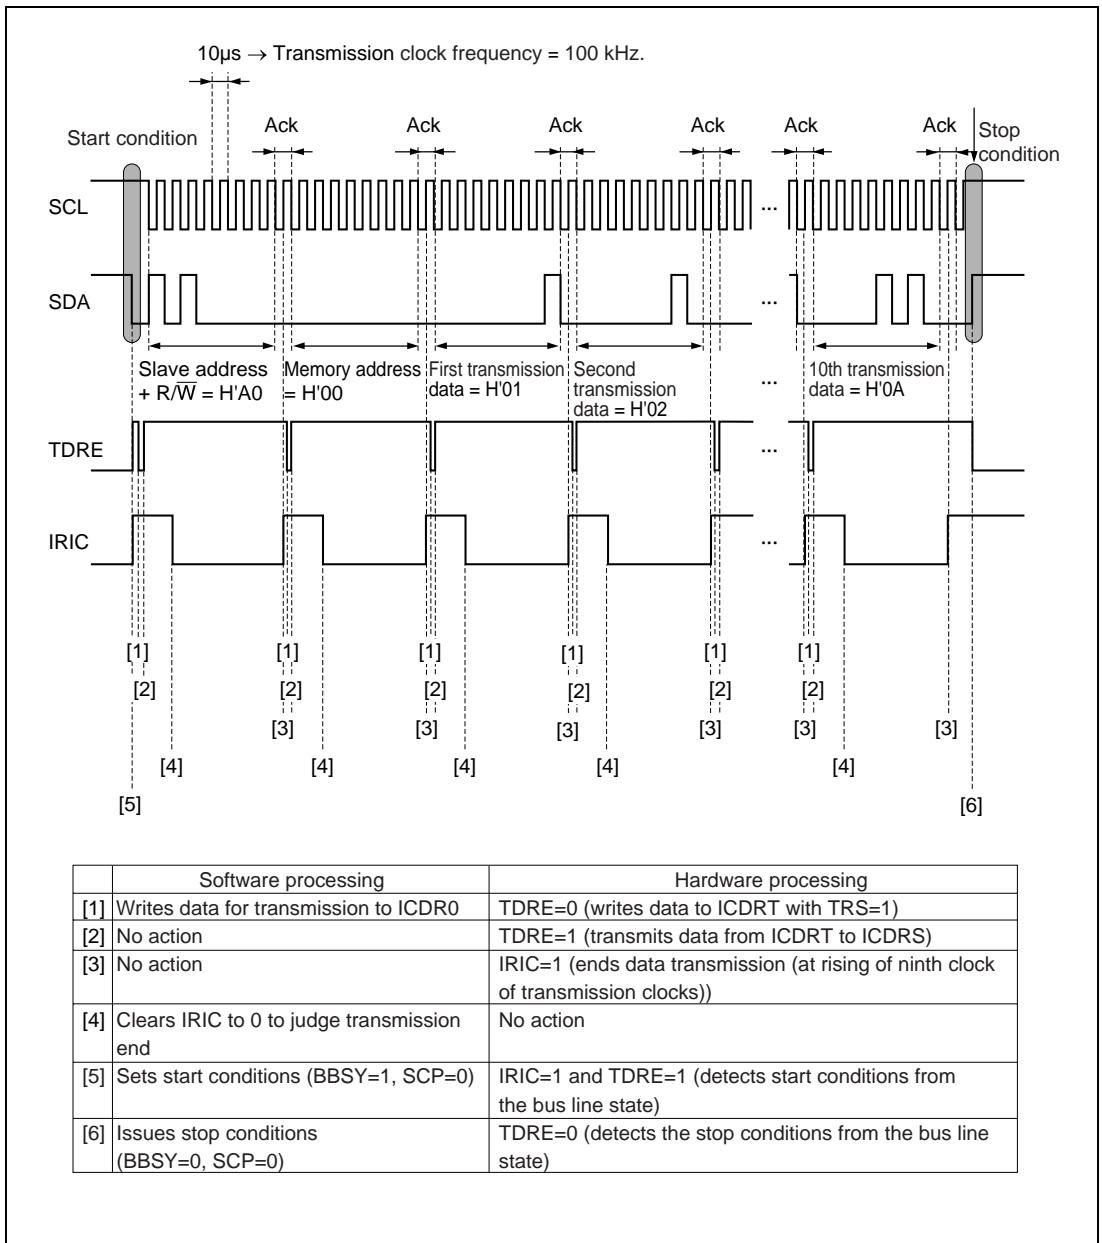 10µs → Transmission clock frequency = 100 kHz.
Start condition
Ack Ack Ack Ack Ack Ack
Stop
condition
SCL
...
SDA
...
Slave address
+ R/W̅ = H'A0
Memory address
= H'00
First transmission
data = H'01
Second
transmission
data = H'02
...
10th transmission
data = H'0A
TDRE
...
IRIC
...
[1] [1] [1] [1] [1] [1]
[2] [2] [2] [2] [2] [2]
[3] [3] [3] [3] [3] [3]
[4] [4] [4] [4] [4]
[5] [6]
Software processing Hardware processing
[1] Writes data for transmission to ICDR0 TDRE=0 (writes data to ICDRT with TRS=1)
[2] No action TDRE=1 (transmits data from ICDRT to ICDRS)
[3] No action IRIC=1 (ends data transmission (at rising of ninth clock
of transmission clocks))
[4] Clears IRIC to 0 to judge transmission No action
end
[5] Sets start conditions (BBSY=1, SCP=0) IRIC=1 and TDRE=1 (detects start conditions from
the bus line state)
[6] Issues stop conditions TDRE=0 (detects the stop conditions from the bus line
(BBSY=0, SCP=0) state)